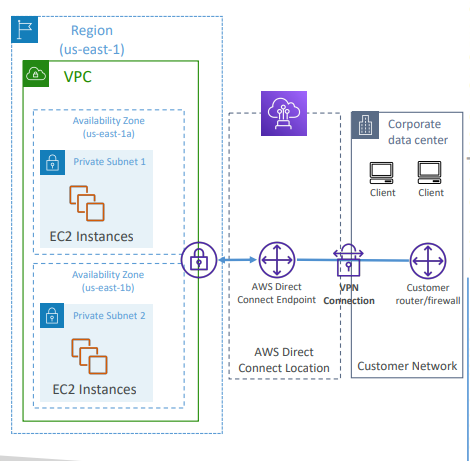 Region
(us-east-1)
VPC
Availability Zone
(us-east-1a)
Private Subnet 1
EC2 Instances
Availability Zone
(us-east-1b)
Private Subnet 2
EC2 Instances
AWS Direct
Connect Endpoint
AWS Direct
Connect Location
VPN
Connection
Corporate
data center
Client
Client
Customer
router/firewall
Customer Network